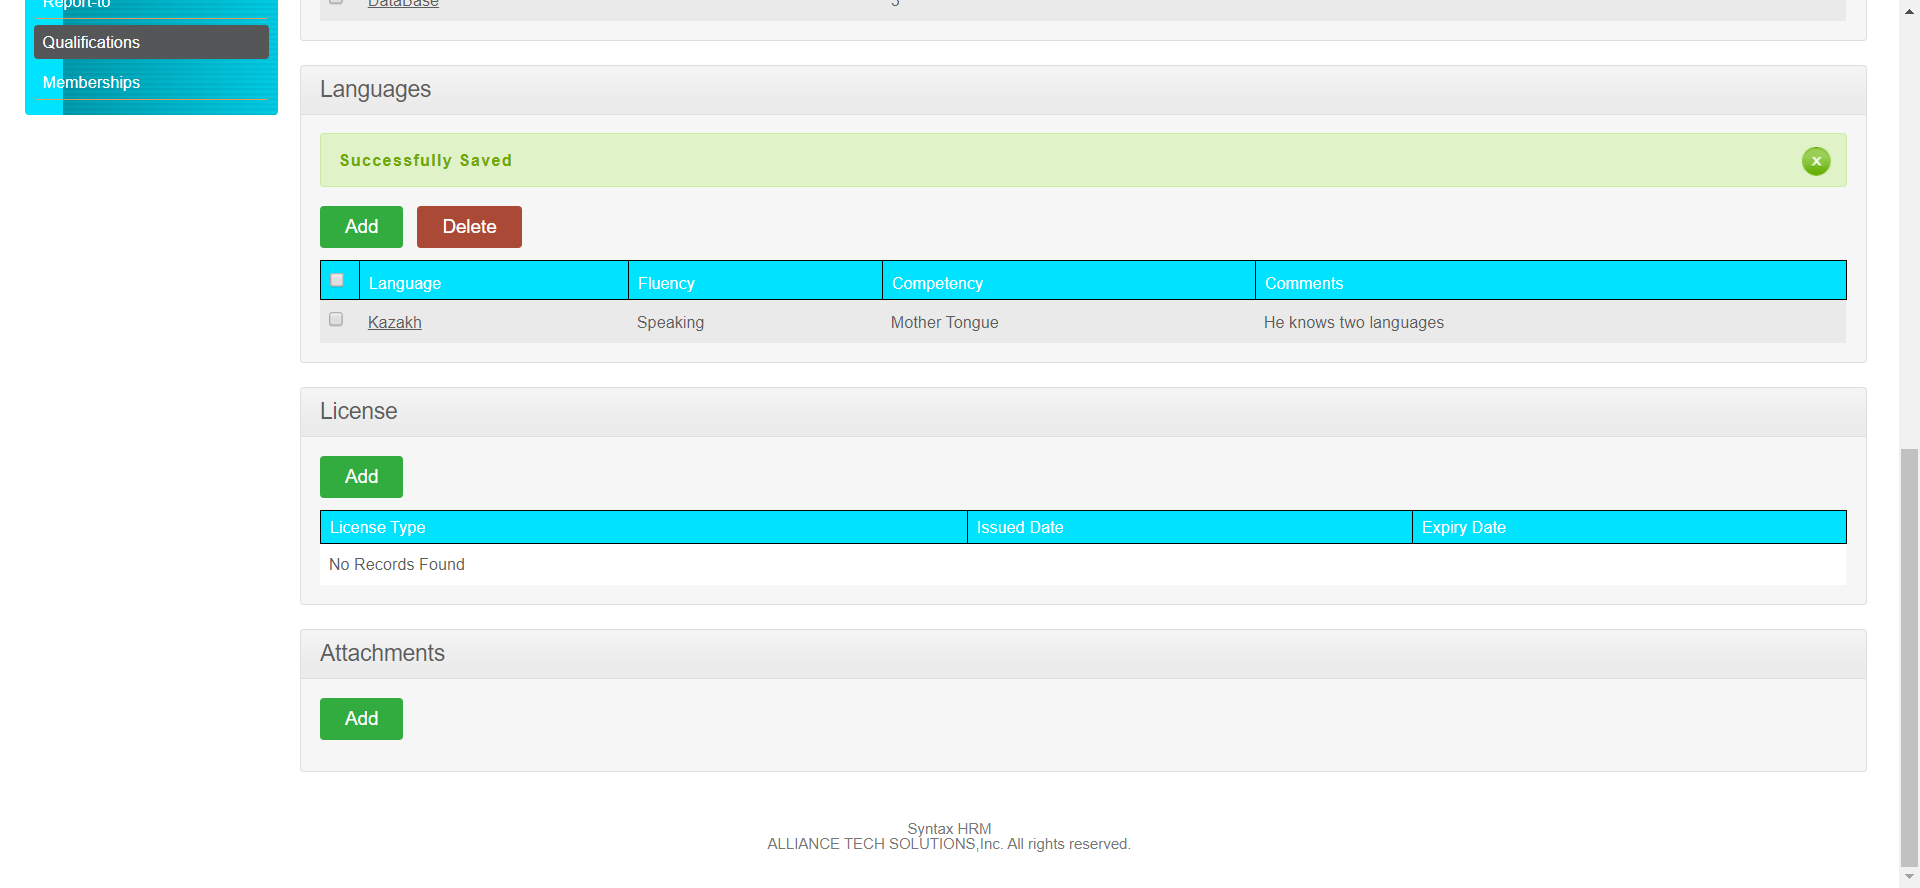 Report-to
DataBase 3
Qualifications
Memberships
Languages
Successfully Saved
x
Add Delete
Language Fluency Competency Comments
Kazakh Speaking Mother Tongue He knows two languages
License
Add
License Type Issued Date Expiry Date
No Records Found
Attachments
Add
Syntax HRM
ALLIANCE TECH SOLUTIONS,Inc. All rights reserved.